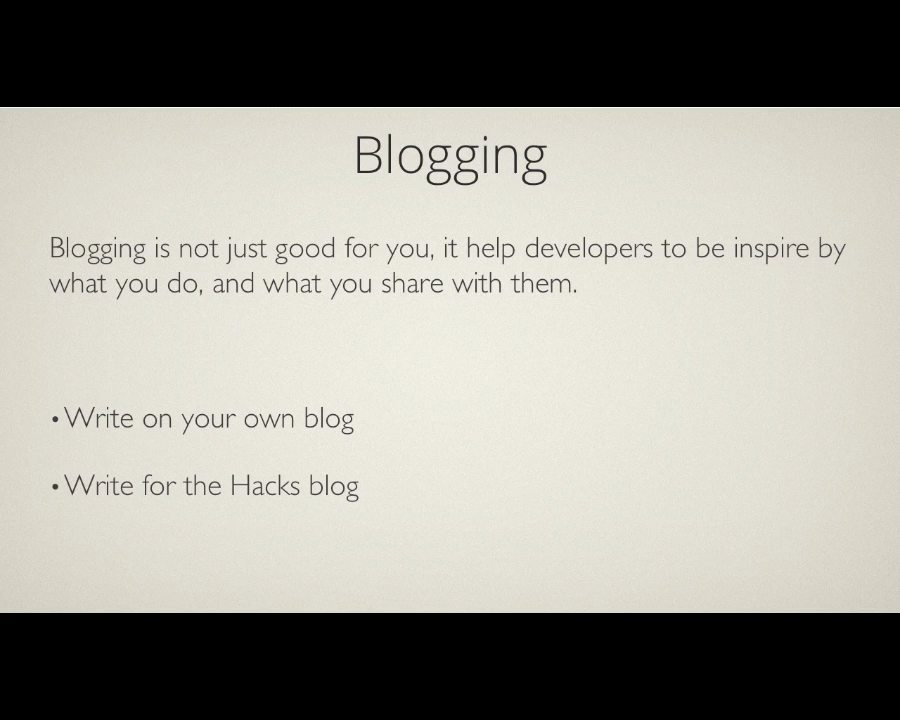 Blogging
Blogging is not just good for you, it help developers to be inspire by
what you do, and what you share with them.
•Write on your own blog
•Write for the Hacks blog